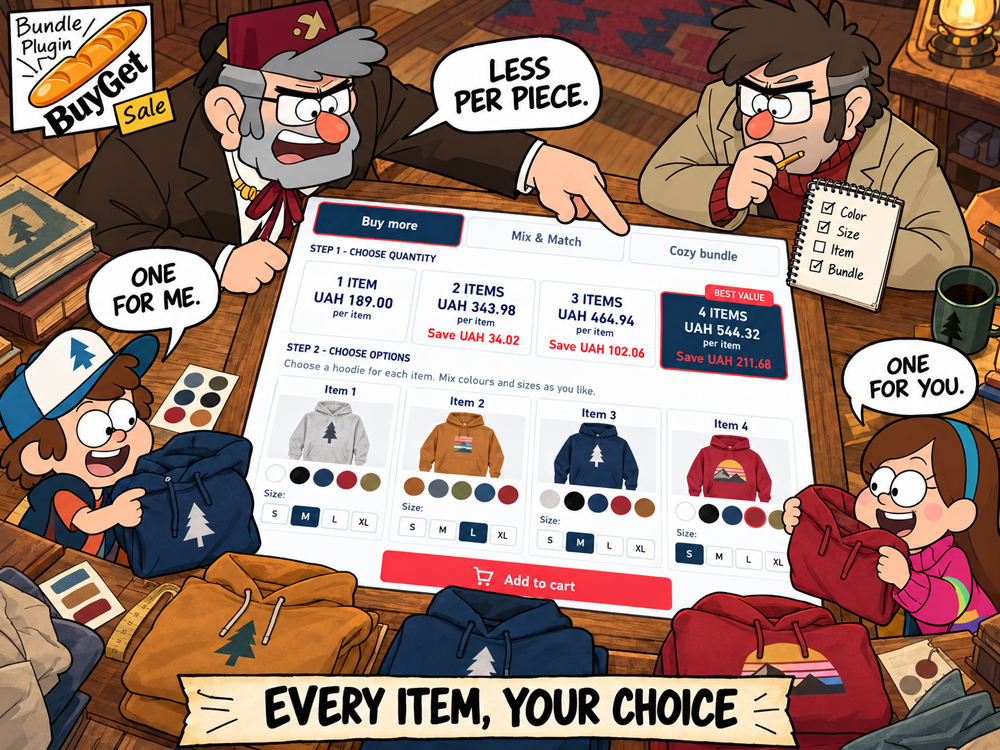 Bundle
Plugin
BuyGet
Sale
LESS
PER PIECE.
Color
Size
Item
Bundle
ONE
FOR ME.
ONE
FOR YOU.
Buy more
Mix & Match
Cozy bundle
STEP 1 - CHOOSE QUANTITY
1 ITEM
UAH 189.00
per item
2 ITEMS
UAH 343.98
per item
Save UAH 34.02
3 ITEMS
UAH 464.94
per item
Save UAH 102.06
BEST VALUE
4 ITEMS
UAH 544.32
per item
Save UAH 211.68
STEP 2 - CHOOSE OPTIONS
Choose a hoodie for each item. Mix colours and sizes as you like.
Item 1
Size:
S M L XL
Item 2
Size:
S M L XL
Item 3
Size:
S M L XL
Item 4
Size:
S M L XL
Add to cart
EVERY ITEM, YOUR CHOICE